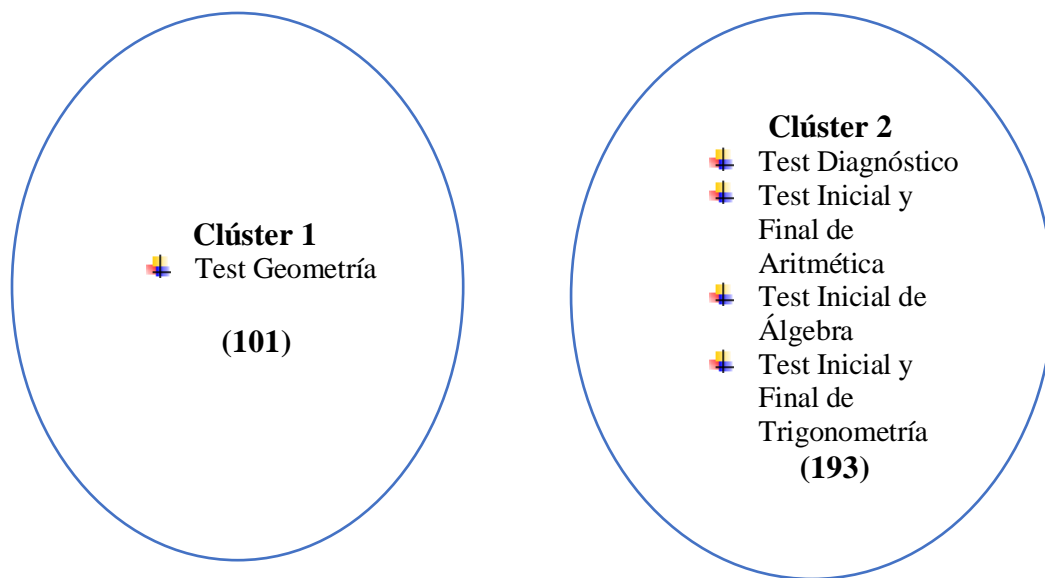 Clúster 1
Test Geometría
(101)
Clúster 2
Test Diagnóstico
Test Inicial y
Final de
Aritmética
Test Inicial de
Álgebra
Test Inicial y
Final de
Trigonometría
(193)